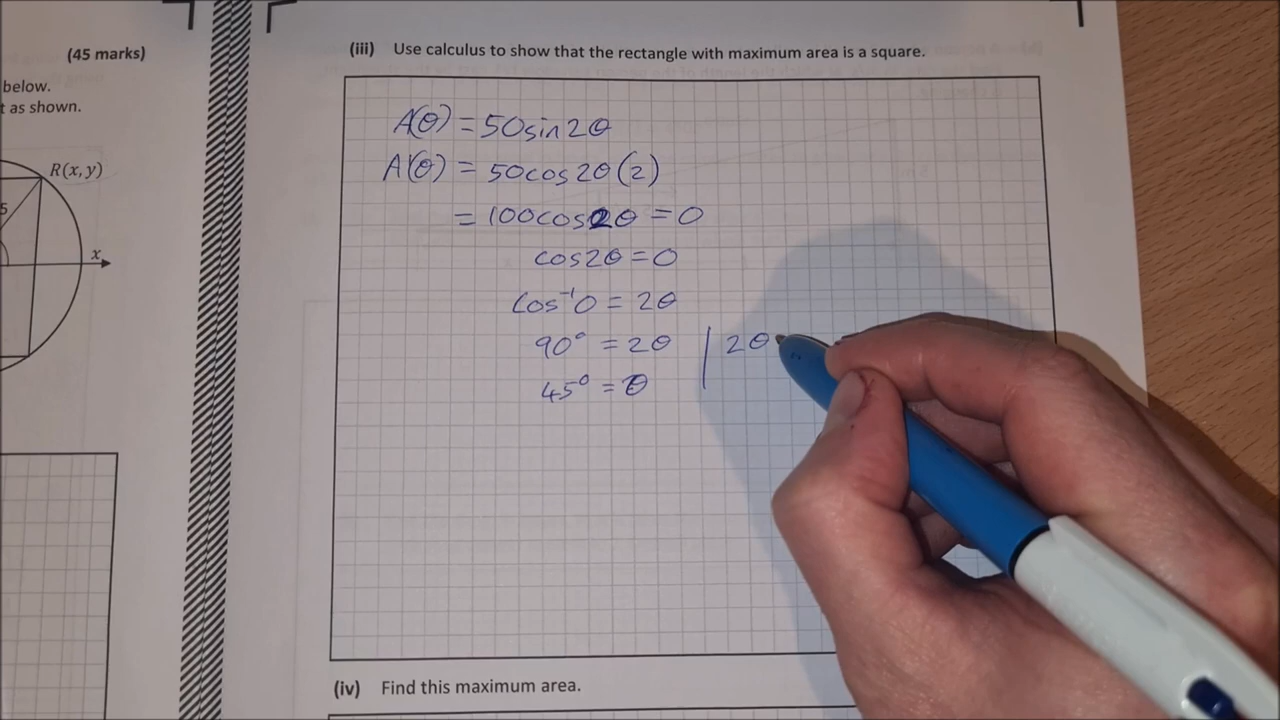 (45 marks)
below.
t as shown.
R(x, y)
5
x
(iii) Use calculus to show that the rectangle with maximum area is a square.
A(θ) = 50sin2θ
A'(θ) = 50cos2θ(2)
= 100cos2θ = 0
cos2θ = 0
cos⁻¹0 = 2θ
90° = 2θ | 2θ
45° = θ
(iv) Find this maximum area.